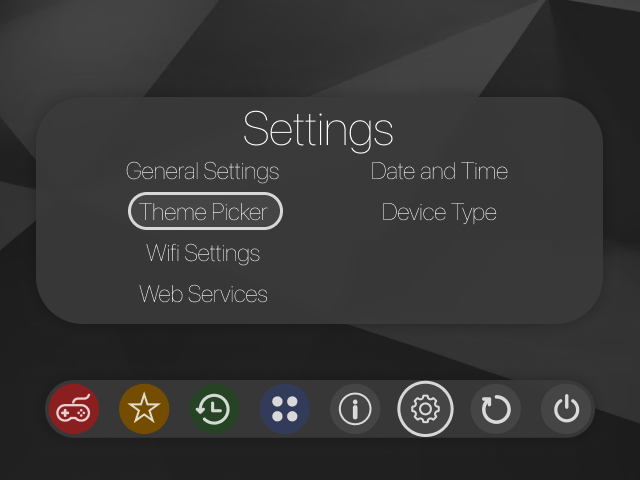 Settings
General Settings
Date and Time
Theme Picker
Device Type
Wifi Settings
Web Services